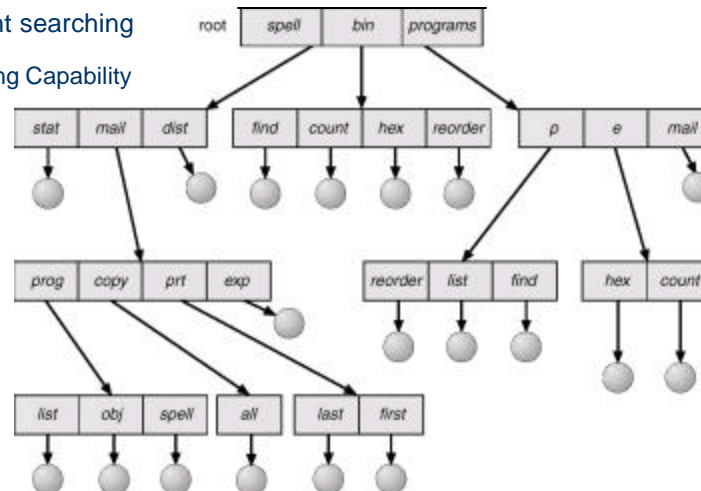 nt searching
ng Capability
root spell bin programs
stat mail dist find count hex reorder p e mail
prog copy prt exp reorder list find hex count
list obj spell all last first